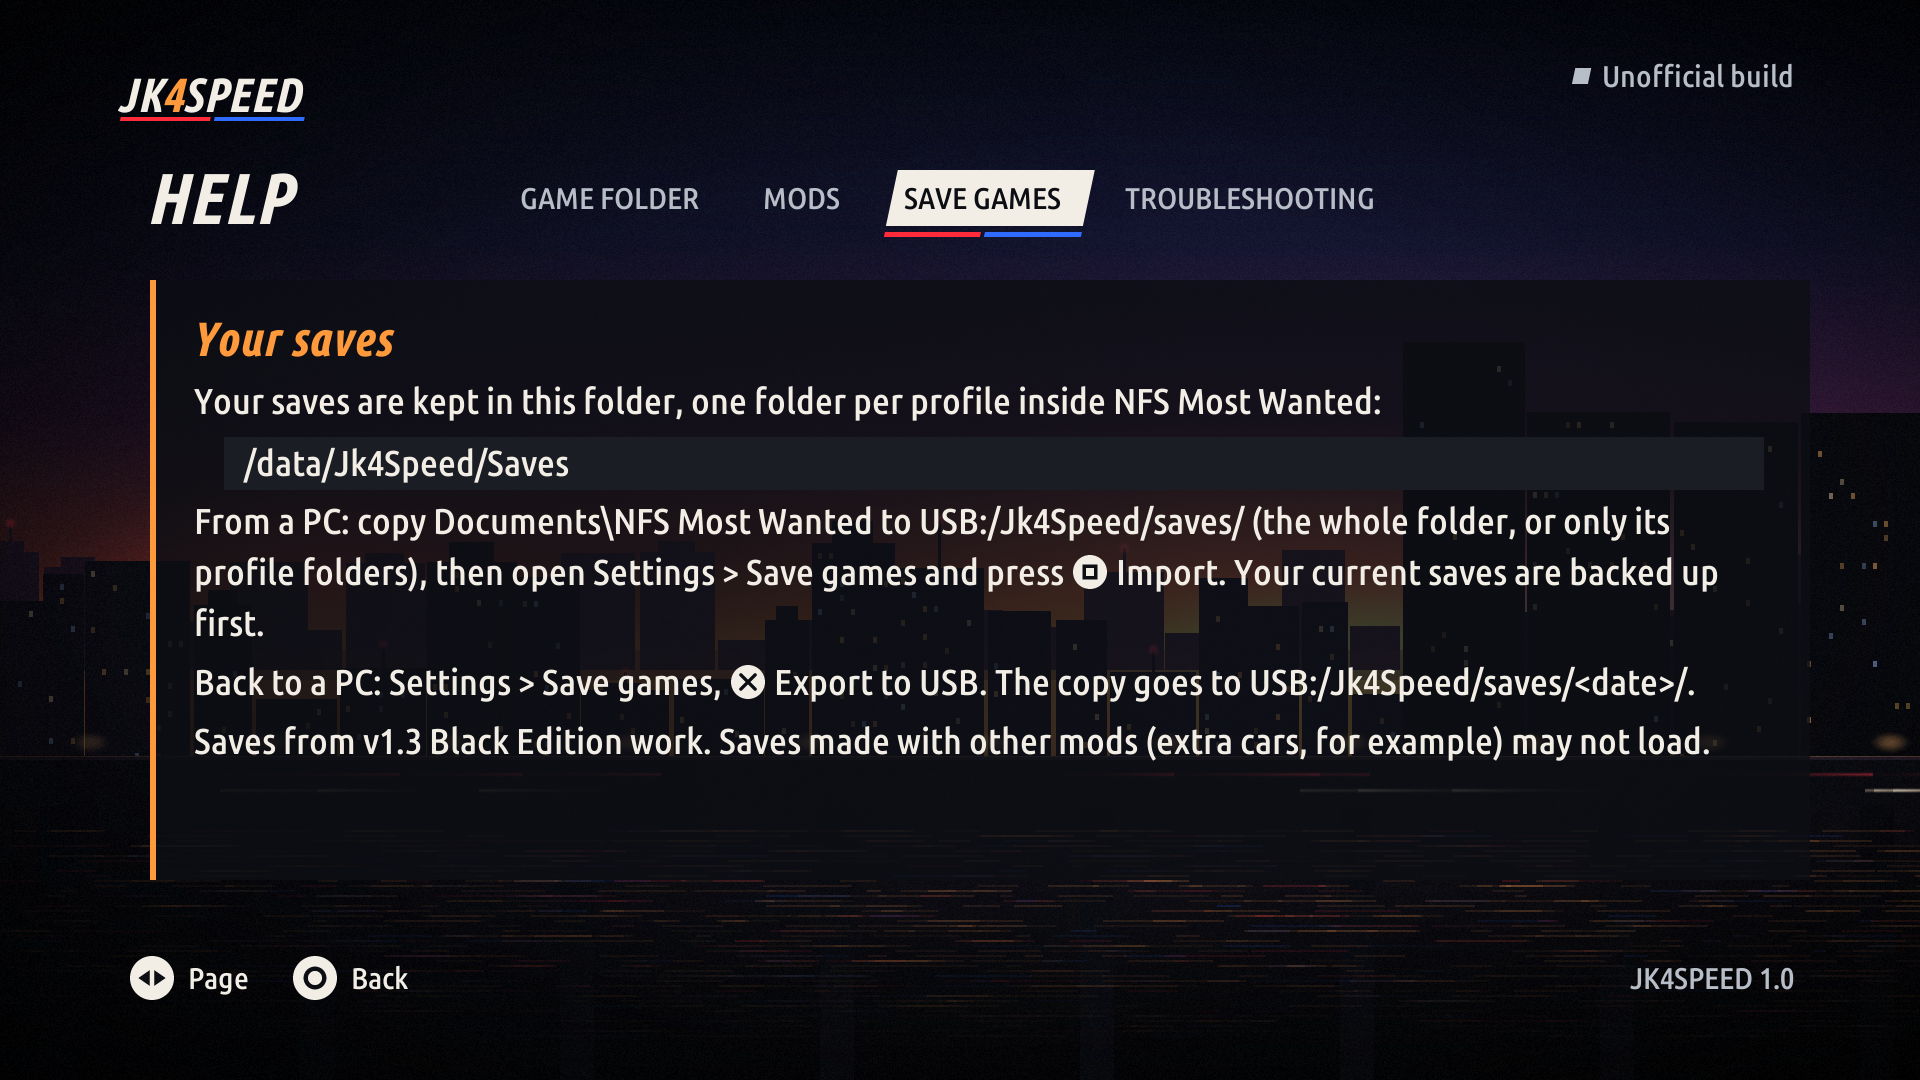 JK4SPEED
Unofficial build
HELP
GAME FOLDER
MODS
SAVE GAMES
TROUBLESHOOTING
Your saves
Your saves are kept in this folder, one folder per profile inside NFS Most Wanted:
/data/Jk4Speed/Saves
From a PC: copy Documents\NFS Most Wanted to USB:/Jk4Speed/saves/ (the whole folder, or only its
profile folders), then open Settings > Save games and press Import. Your current saves are backed up
first.
Back to a PC: Settings > Save games, Export to USB. The copy goes to USB:/Jk4Speed/saves/<date>/.
Saves from v1.3 Black Edition work. Saves made with other mods (extra cars, for example) may not load.
Page
Back
JK4SPEED 1.0